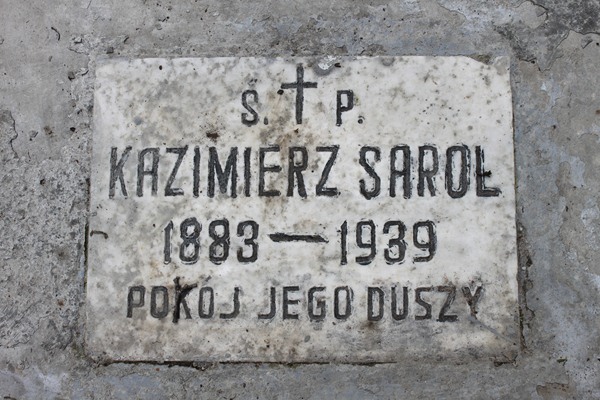 Ś. † P.
KAZIMIERZ SAROŁ
1883 — 1939
POKÓJ JEGO DUSZY